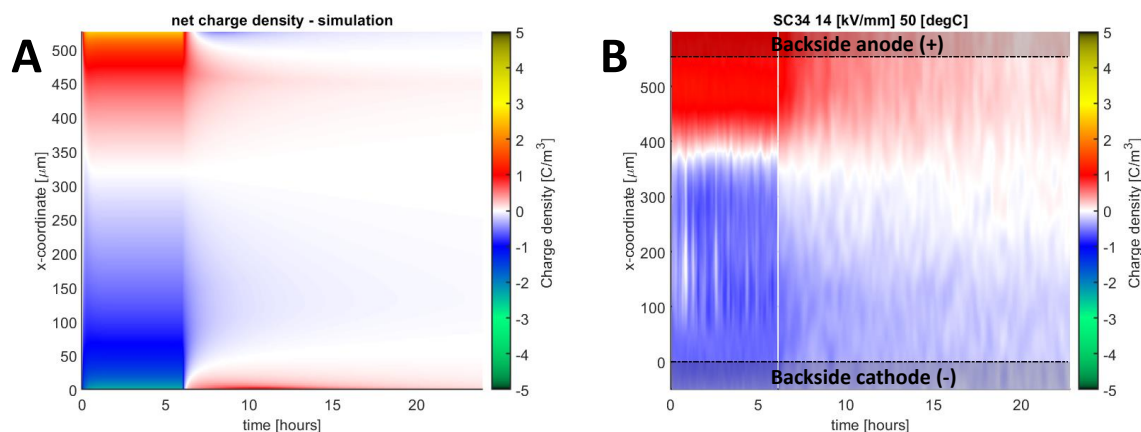 A
net charge density - simulation
500
450
400
350
300
250
200
150
100
50
0
x-coordinate [μm]
0 5 10 15 20
time [hours]
5
4
3
2
1
0
-1
-2
-3
-4
-5
Charge density [C/m³]
B
SC34 14 [kV/mm] 50 [degC]
Backside anode (+)
500
400
300
200
100
0
x-coordinate [μm]
Backside cathode (-)
0 5 10 15 20
time [hours]
5
4
3
2
1
0
-1
-2
-3
-4
-5
Charge density [C/m³]